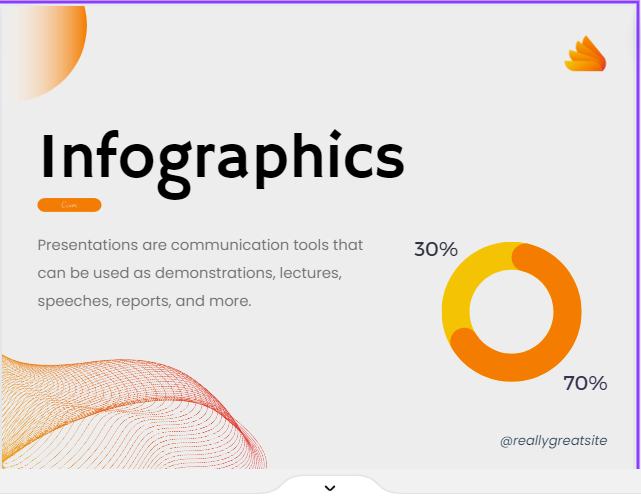 Infographics
Presentations are communication tools that
can be used as demonstrations, lectures,
speeches, reports, and more.
30%
70%
@reallygreatsite